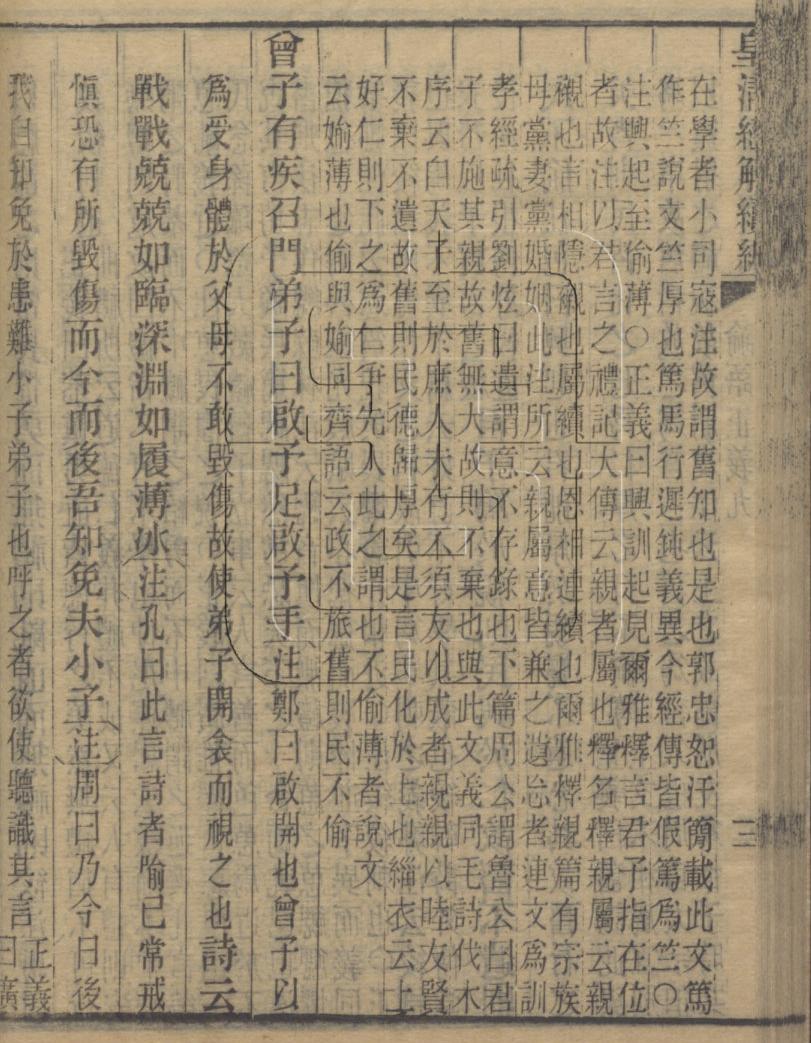 皇清經解續編
三
在學者小司寇注故謂舊知也是也郭忠恕汗簡載此文篤
作竺說文竺厚也篤馬行遲鈍義異今經傳皆假篤爲竺○
注興起至偷薄○正義曰興訓起見爾雅釋言君子指在位
者故注以君言之禮記大傳云親者屬也釋名釋親屬云親
襯也言相隱襯也屬續也恩相連續也爾雅釋親篇有宗族
母黨妻黨婚姻此注所云親屬意皆兼之遺怠者連文爲訓
孝經疏引劉炫曰遺謂意不存錄也下篇周公謂魯公曰君
子不施其親故舊無大故則不棄也與此文義同毛詩伐木
序云自天子至於庶人未有不須友以成者親親以睦友賢
不棄不遺故舊則民德歸厚矣是言民化於上也緇衣云上
好仁則下之爲仁爭先人此之謂也不偷薄者說文
云婾薄也偷與婾同齊語云政不旅舊則民不偷
曾子有疾召門弟子曰啟予足啟予手注鄭曰啟開也曾子以
爲受身體於父母不敢毀傷故使弟子開衾而視之也詩云
戰戰兢兢如臨深淵如履薄冰注孔曰此言詩者喻已常戒
愼恐有所毀傷而今而後吾知免夫小子注周曰乃今日後
我自知免於患難小子弟子也呼之者欲使聽識其言正義
曰廣